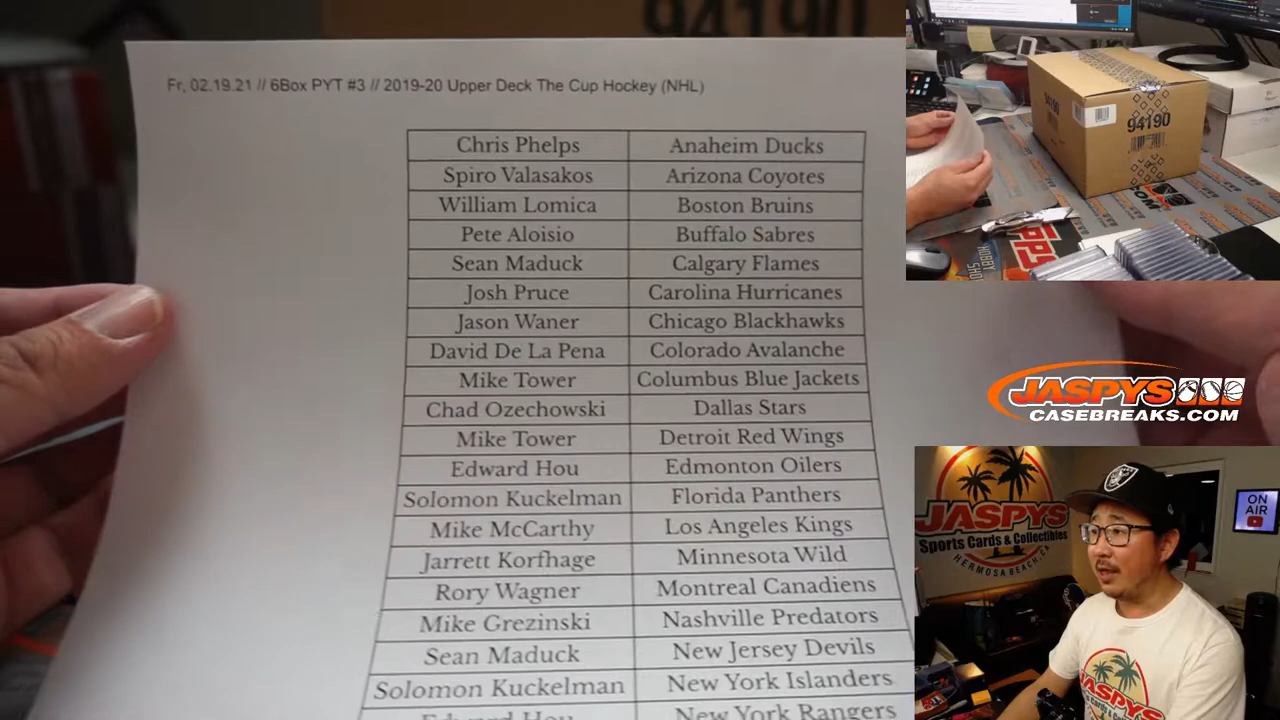 94190
Fr, 02.19.21 // 6Box PYT #3 // 2019-20 Upper Deck The Cup Hockey (NHL)
Chris Phelps Anaheim Ducks
Spiro Valasakos Arizona Coyotes
William Lomica Boston Bruins
Pete Aloisio Buffalo Sabres
Sean Maduck Calgary Flames
Josh Pruce Carolina Hurricanes
Jason Waner Chicago Blackhawks
David De La Pena Colorado Avalanche
Mike Tower Columbus Blue Jackets
Chad Ozechowski Dallas Stars
Mike Tower Detroit Red Wings
Edward Hou Edmonton Oilers
Solomon Kuckelman Florida Panthers
Mike McCarthy Los Angeles Kings
Jarrett Korfhage Minnesota Wild
Rory Wagner Montreal Canadiens
Mike Grezinski Nashville Predators
Sean Maduck New Jersey Devils
Solomon Kuckelman New York Islanders
Edward Hou New York Rangers
94190
94190
HOBBY
JASPYS
CASEBREAKS.COM
JASPYS
Sports Cards & Collectibles
HERMOSA BEACH, CA
ON
AIR
JASPYS